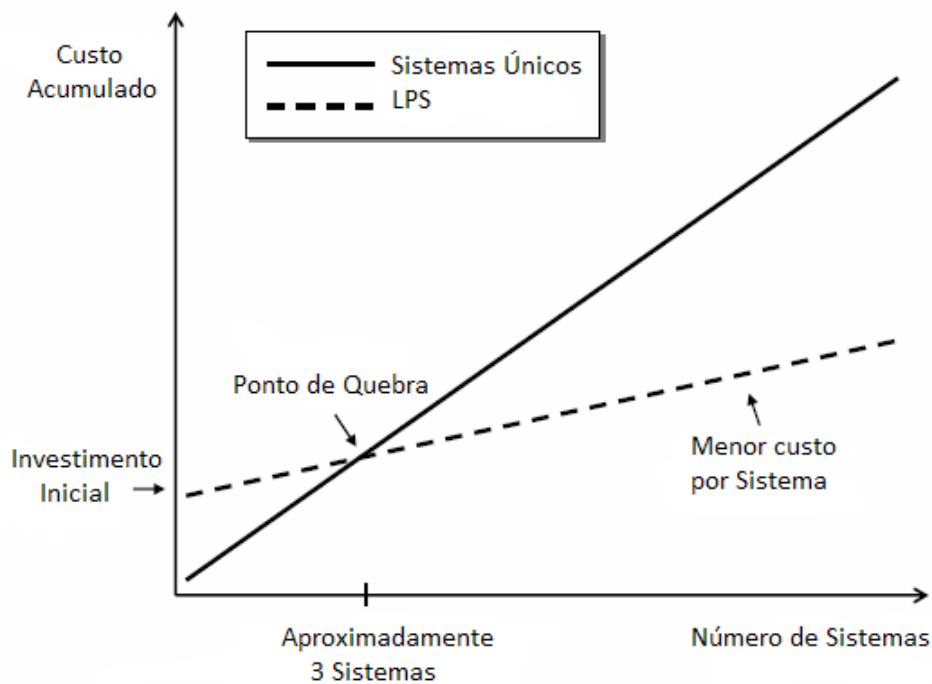 Custo
Acumulado
Sistemas Únicos
LPS
Ponto de Quebra
Investimento
Inicial
Menor custo
por Sistema
Aproximadamente
3 Sistemas
Número de Sistemas